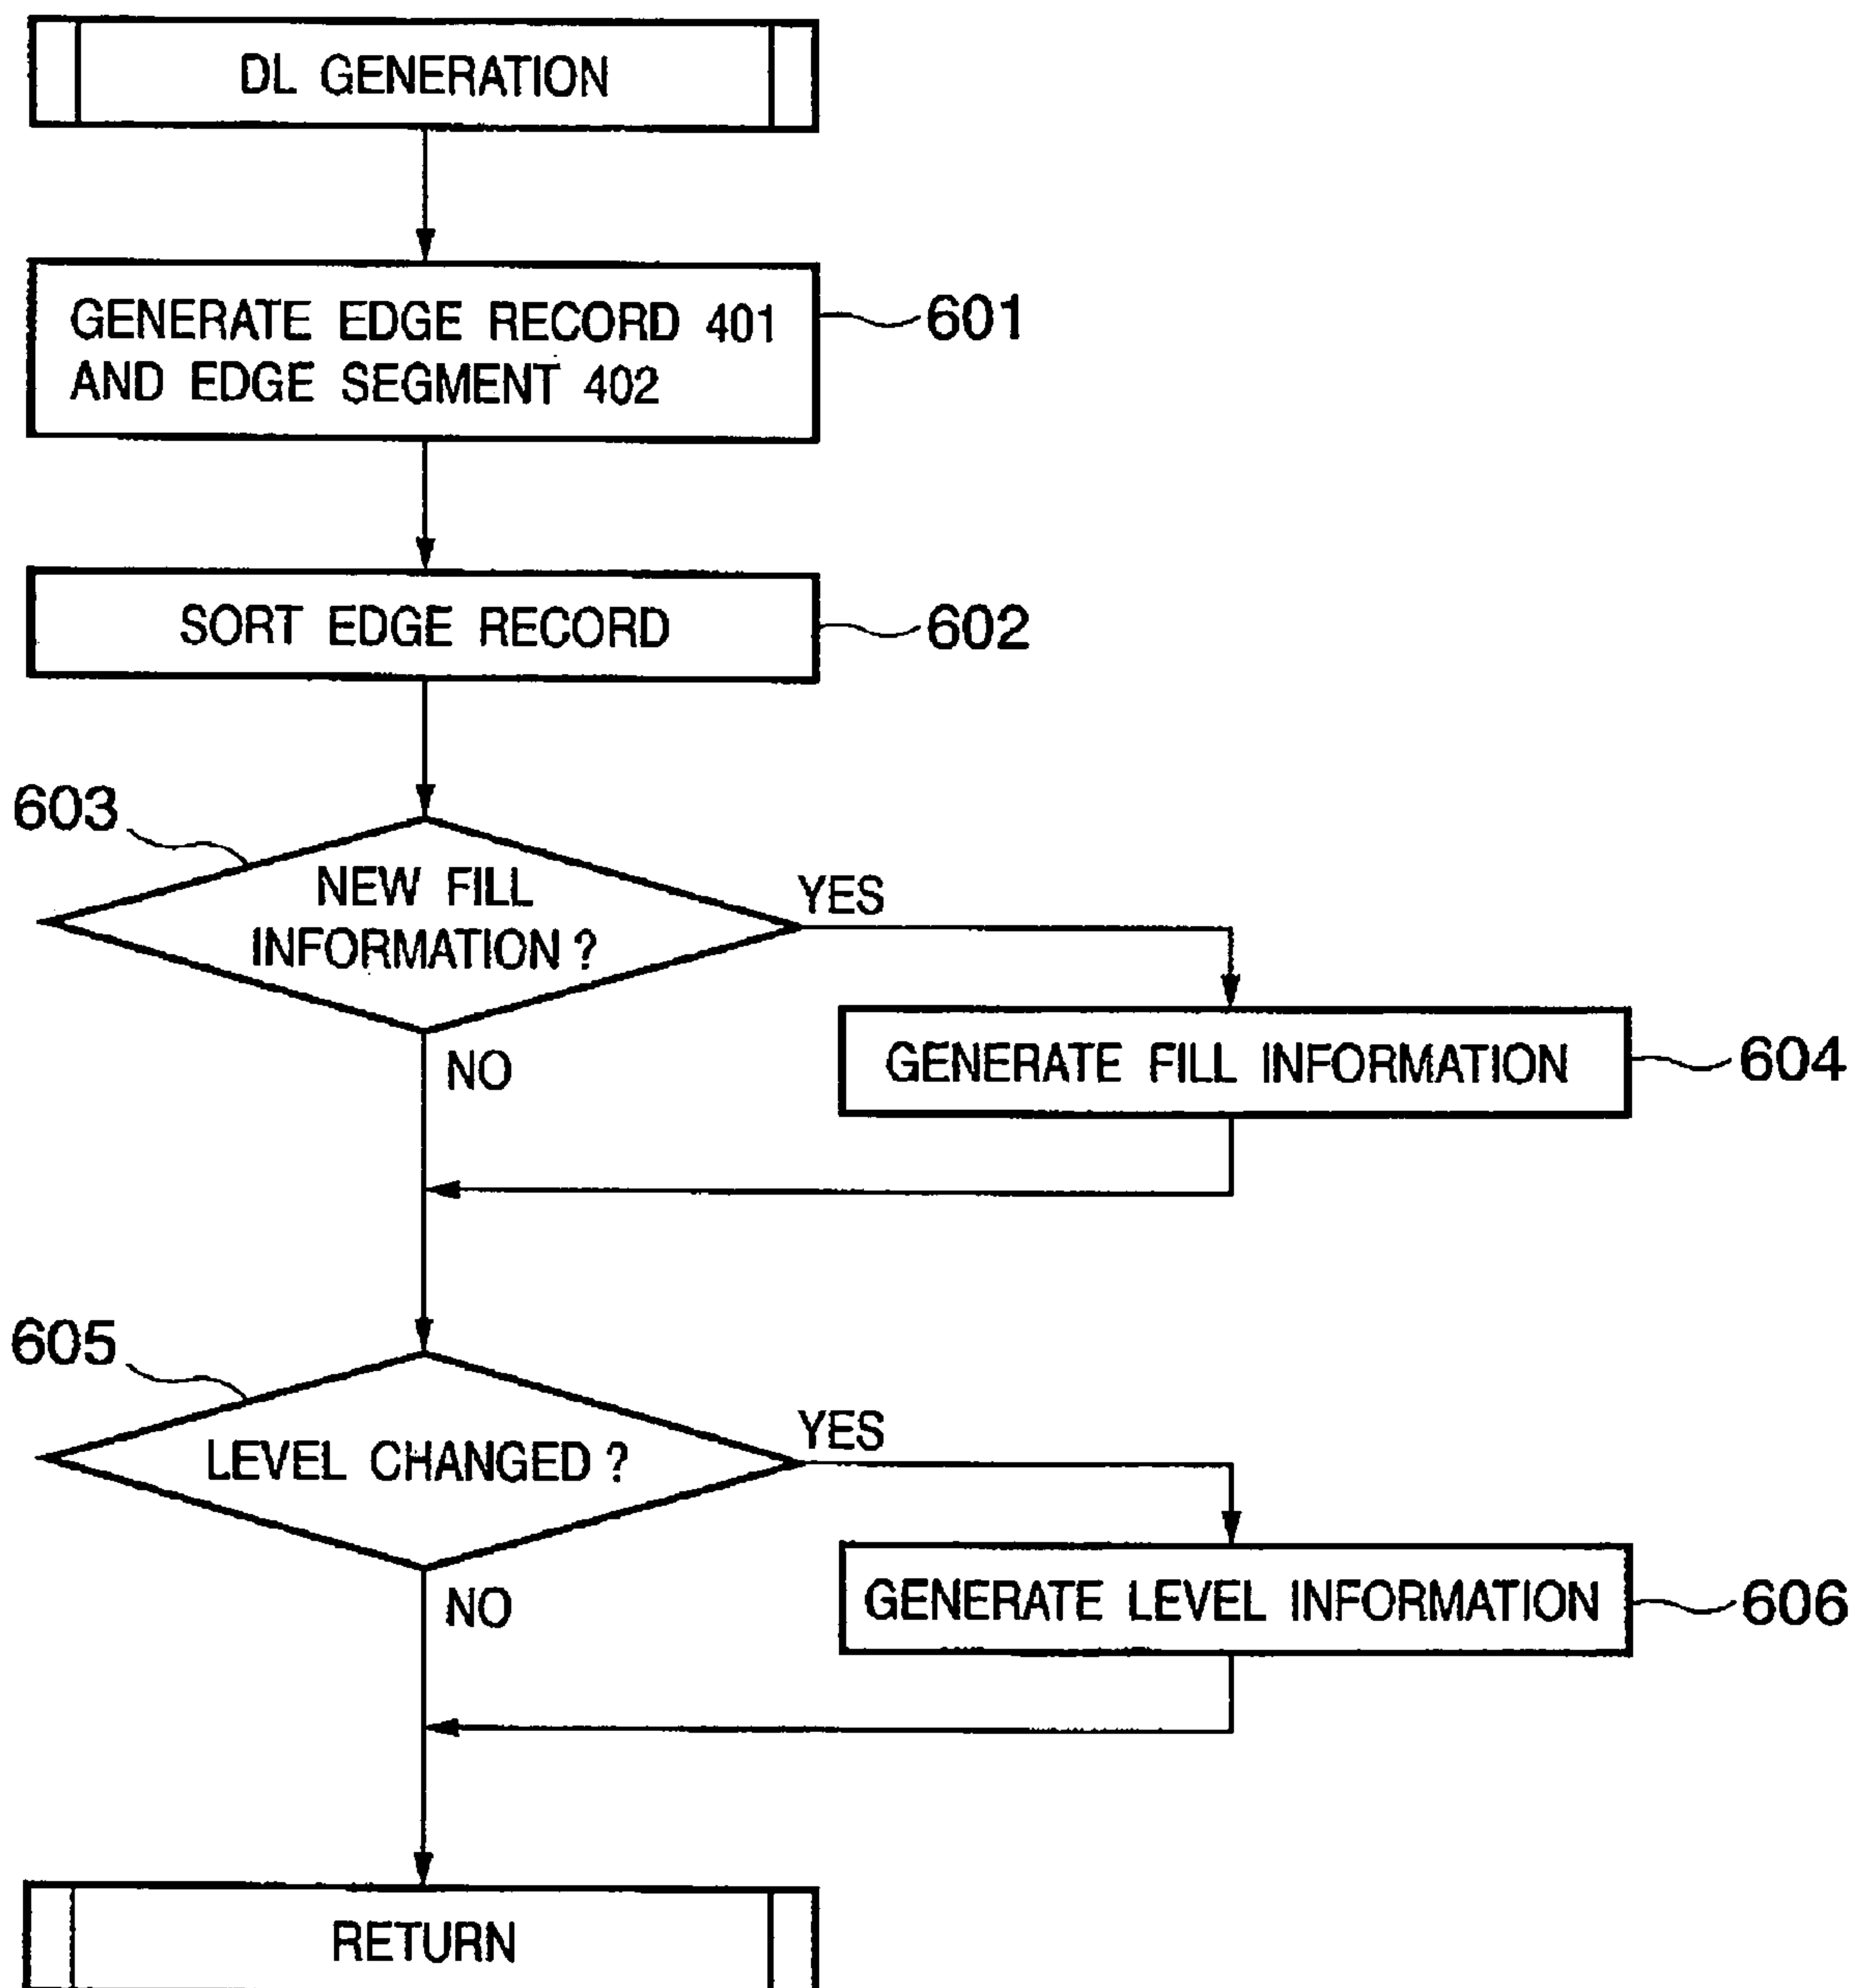 DL GENERATION
GENERATE EDGE RECORD 401
AND EDGE SEGMENT 402
601
SORT EDGE RECORD
602
603
NEW FILL
INFORMATION?
YES
NO
GENERATE FILL INFORMATION
604
605
LEVEL CHANGED?
YES
NO
GENERATE LEVEL INFORMATION
606
RETURN